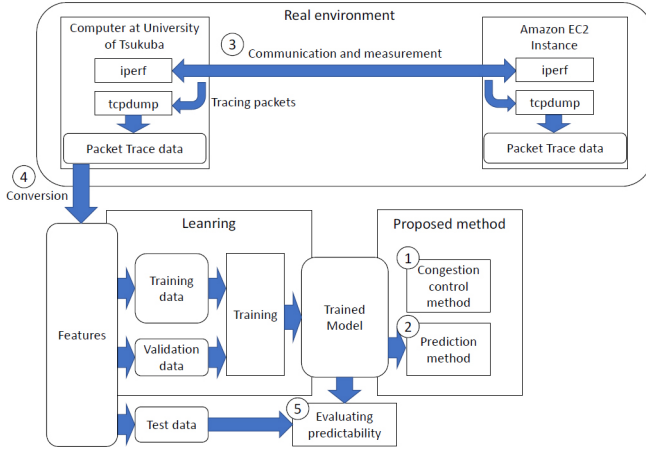 Real environment
Computer at University
of Tsukuba
iperf
tcpdump
Packet Trace data
3
Communication and measurement
Tracing packets
Amazon EC2
Instance
iperf
tcpdump
Packet Trace data
4
Conversion
Leanring
Proposed method
Features
Training
data
Validation
data
Training
Trained
Model
1
Congestion
control
method
2
Prediction
method
Test data
5
Evaluating
predictability